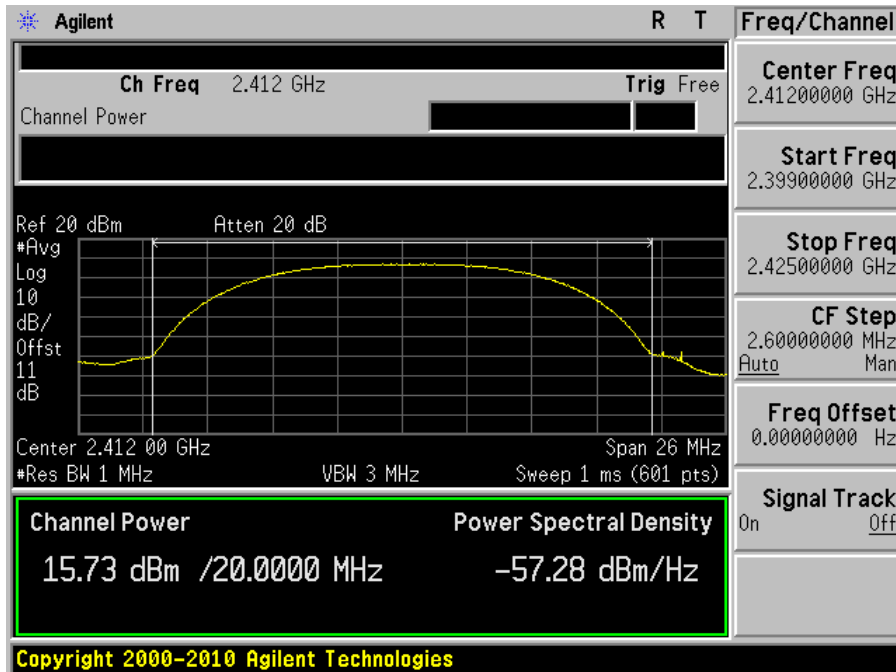 Agilent R T Freq/Channel
Ch Freq 2.412 GHz Trig Free
Channel Power
Center Freq
2.41200000 GHz
Start Freq
2.39900000 GHz
Stop Freq
2.42500000 GHz
CF Step
2.60000000 MHz
Auto Man
Freq Offset
0.00000000 Hz
Signal Track
On Off
Ref 20 dBm Atten 20 dB
#Avg
Log
10
dB/
Offst
11
dB
Center 2.412 00 GHz Span 26 MHz
#Res BW 1 MHz VBW 3 MHz Sweep 1 ms (601 pts)
Channel Power Power Spectral Density
15.73 dBm /20.0000 MHz -57.28 dBm/Hz
Copyright 2000-2010 Agilent Technologies